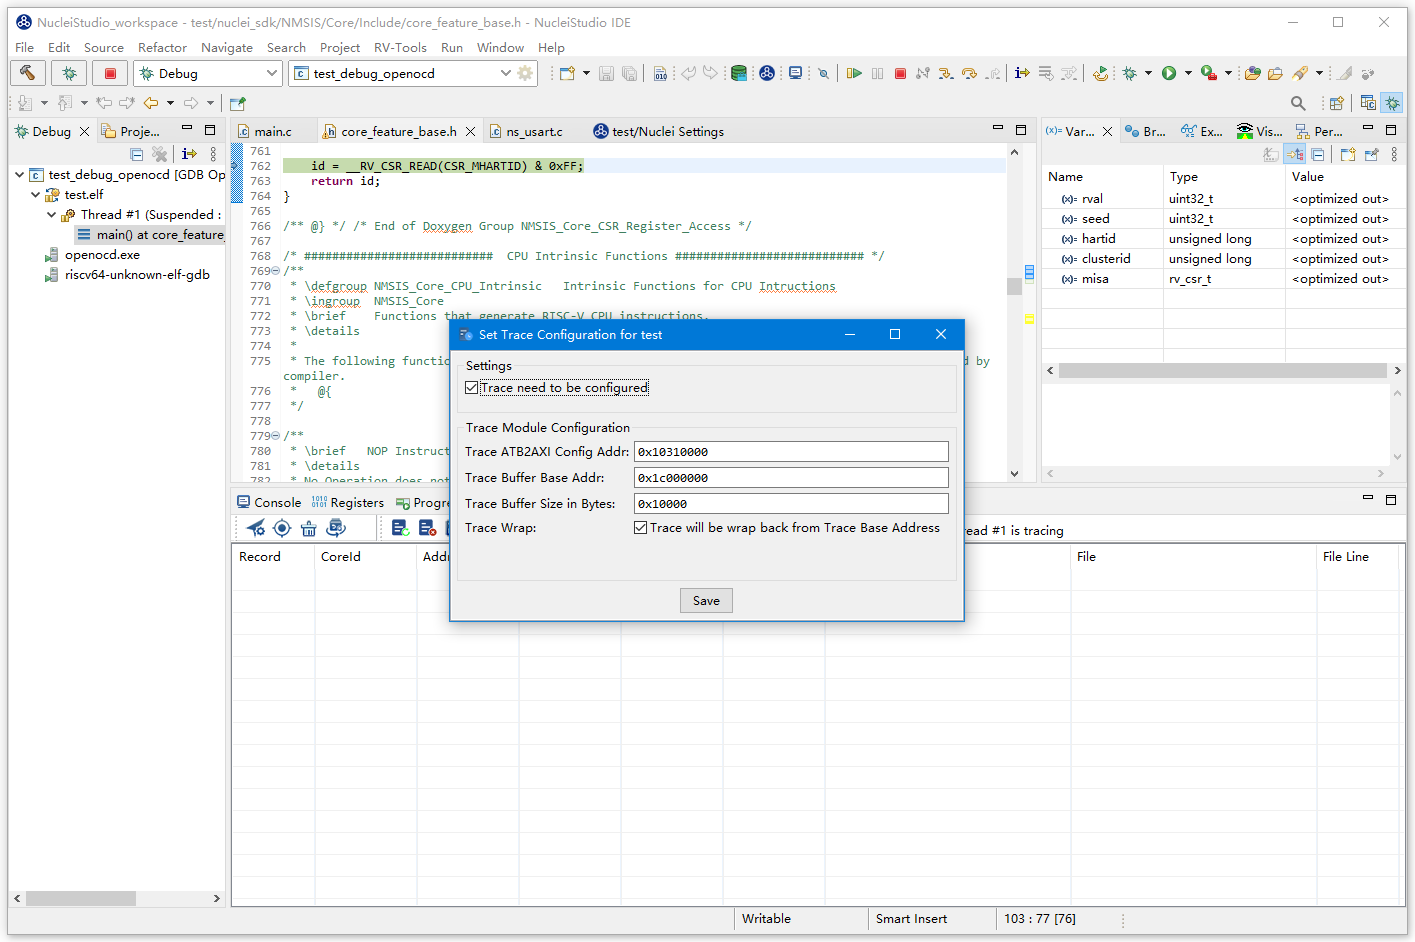 NucleiStudio_workspace - test/nuclei_sdk/NMSIS/Core/Include/core_feature_base.h - NucleiStudio IDE
File Edit Source Refactor Navigate Search Project RV-Tools Run Window Help
Debug
test_debug_openocd
Debug
Proje...
main.c
core_feature_base.h
ns_usart.c
test/Nuclei Settings
Var...
Br...
Ex...
Vis...
Per...
test_debug_openocd [GDB Op
test.elf
Thread #1 (Suspended :
main() at core_feature_
openocd.exe
riscv64-unknown-elf-gdb
761
762 id = __RV_CSR_READ(CSR_MHARTID) & 0xFF;
763 return id;
764 }
765
766 /** @} */ /* End of Doxygen Group NMSIS_Core_CSR_Register_Access */
767
768 /* ########################### CPU Intrinsic Functions ########################### */
769 /**
770 * \defgroup NMSIS_Core_CPU_Intrinsic Intrinsic Functions for CPU Intructions
771 * \ingroup NMSIS_Core
772 * \brief Functions that generate RISC-V CPU instructions.
773 * \details
774 *
775 * The following functio
d by
compiler.
776 * @{
777 */
778
779 /**
780 * \brief NOP Instruct
781 * \details
782 * No Operation does not
Name Type Value
(x)= rval uint32_t <optimized out>
(x)= seed uint32_t <optimized out>
(x)= hartid unsigned long <optimized out>
(x)= clusterid unsigned long <optimized out>
(x)= misa rv_csr_t <optimized out>
Set Trace Configuration for test
Settings
Trace need to be configured
Trace Module Configuration
Trace ATB2AXI Config Addr: 0x10310000
Trace Buffer Base Addr: 0x1c000000
Trace Buffer Size in Bytes: 0x10000
Trace Wrap: Trace will be wrap back from Trace Base Address
Save
Console
Registers
Progre
read #1 is tracing
Record CoreId Addr File File Line
Writable Smart Insert 103 : 77 [76]